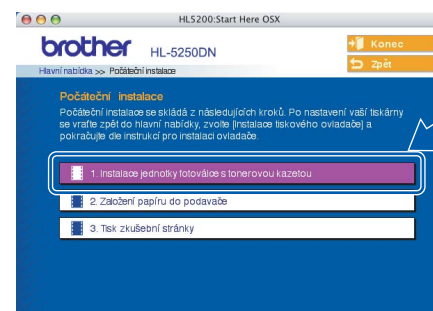 HL5200:Start Here OSX
brother HL-5250DN
Konec
Zpět
Hlavní nabídka >> Počáteční instalace
Počáteční instalace
Počáteční instalace se skládá z následujících kroků. Po nastavení vaší tiskárny
se vraťte zpět do hlavní nabídky, zvolte [Instalace tiskového ovladače] a
pokračujte dle instrukcí pro instalaci ovladače.
1. Instalace jednotky fotoválce s tonerovou kazetou
2. Založení papíru do podavače
3. Tisk zkušební stránky